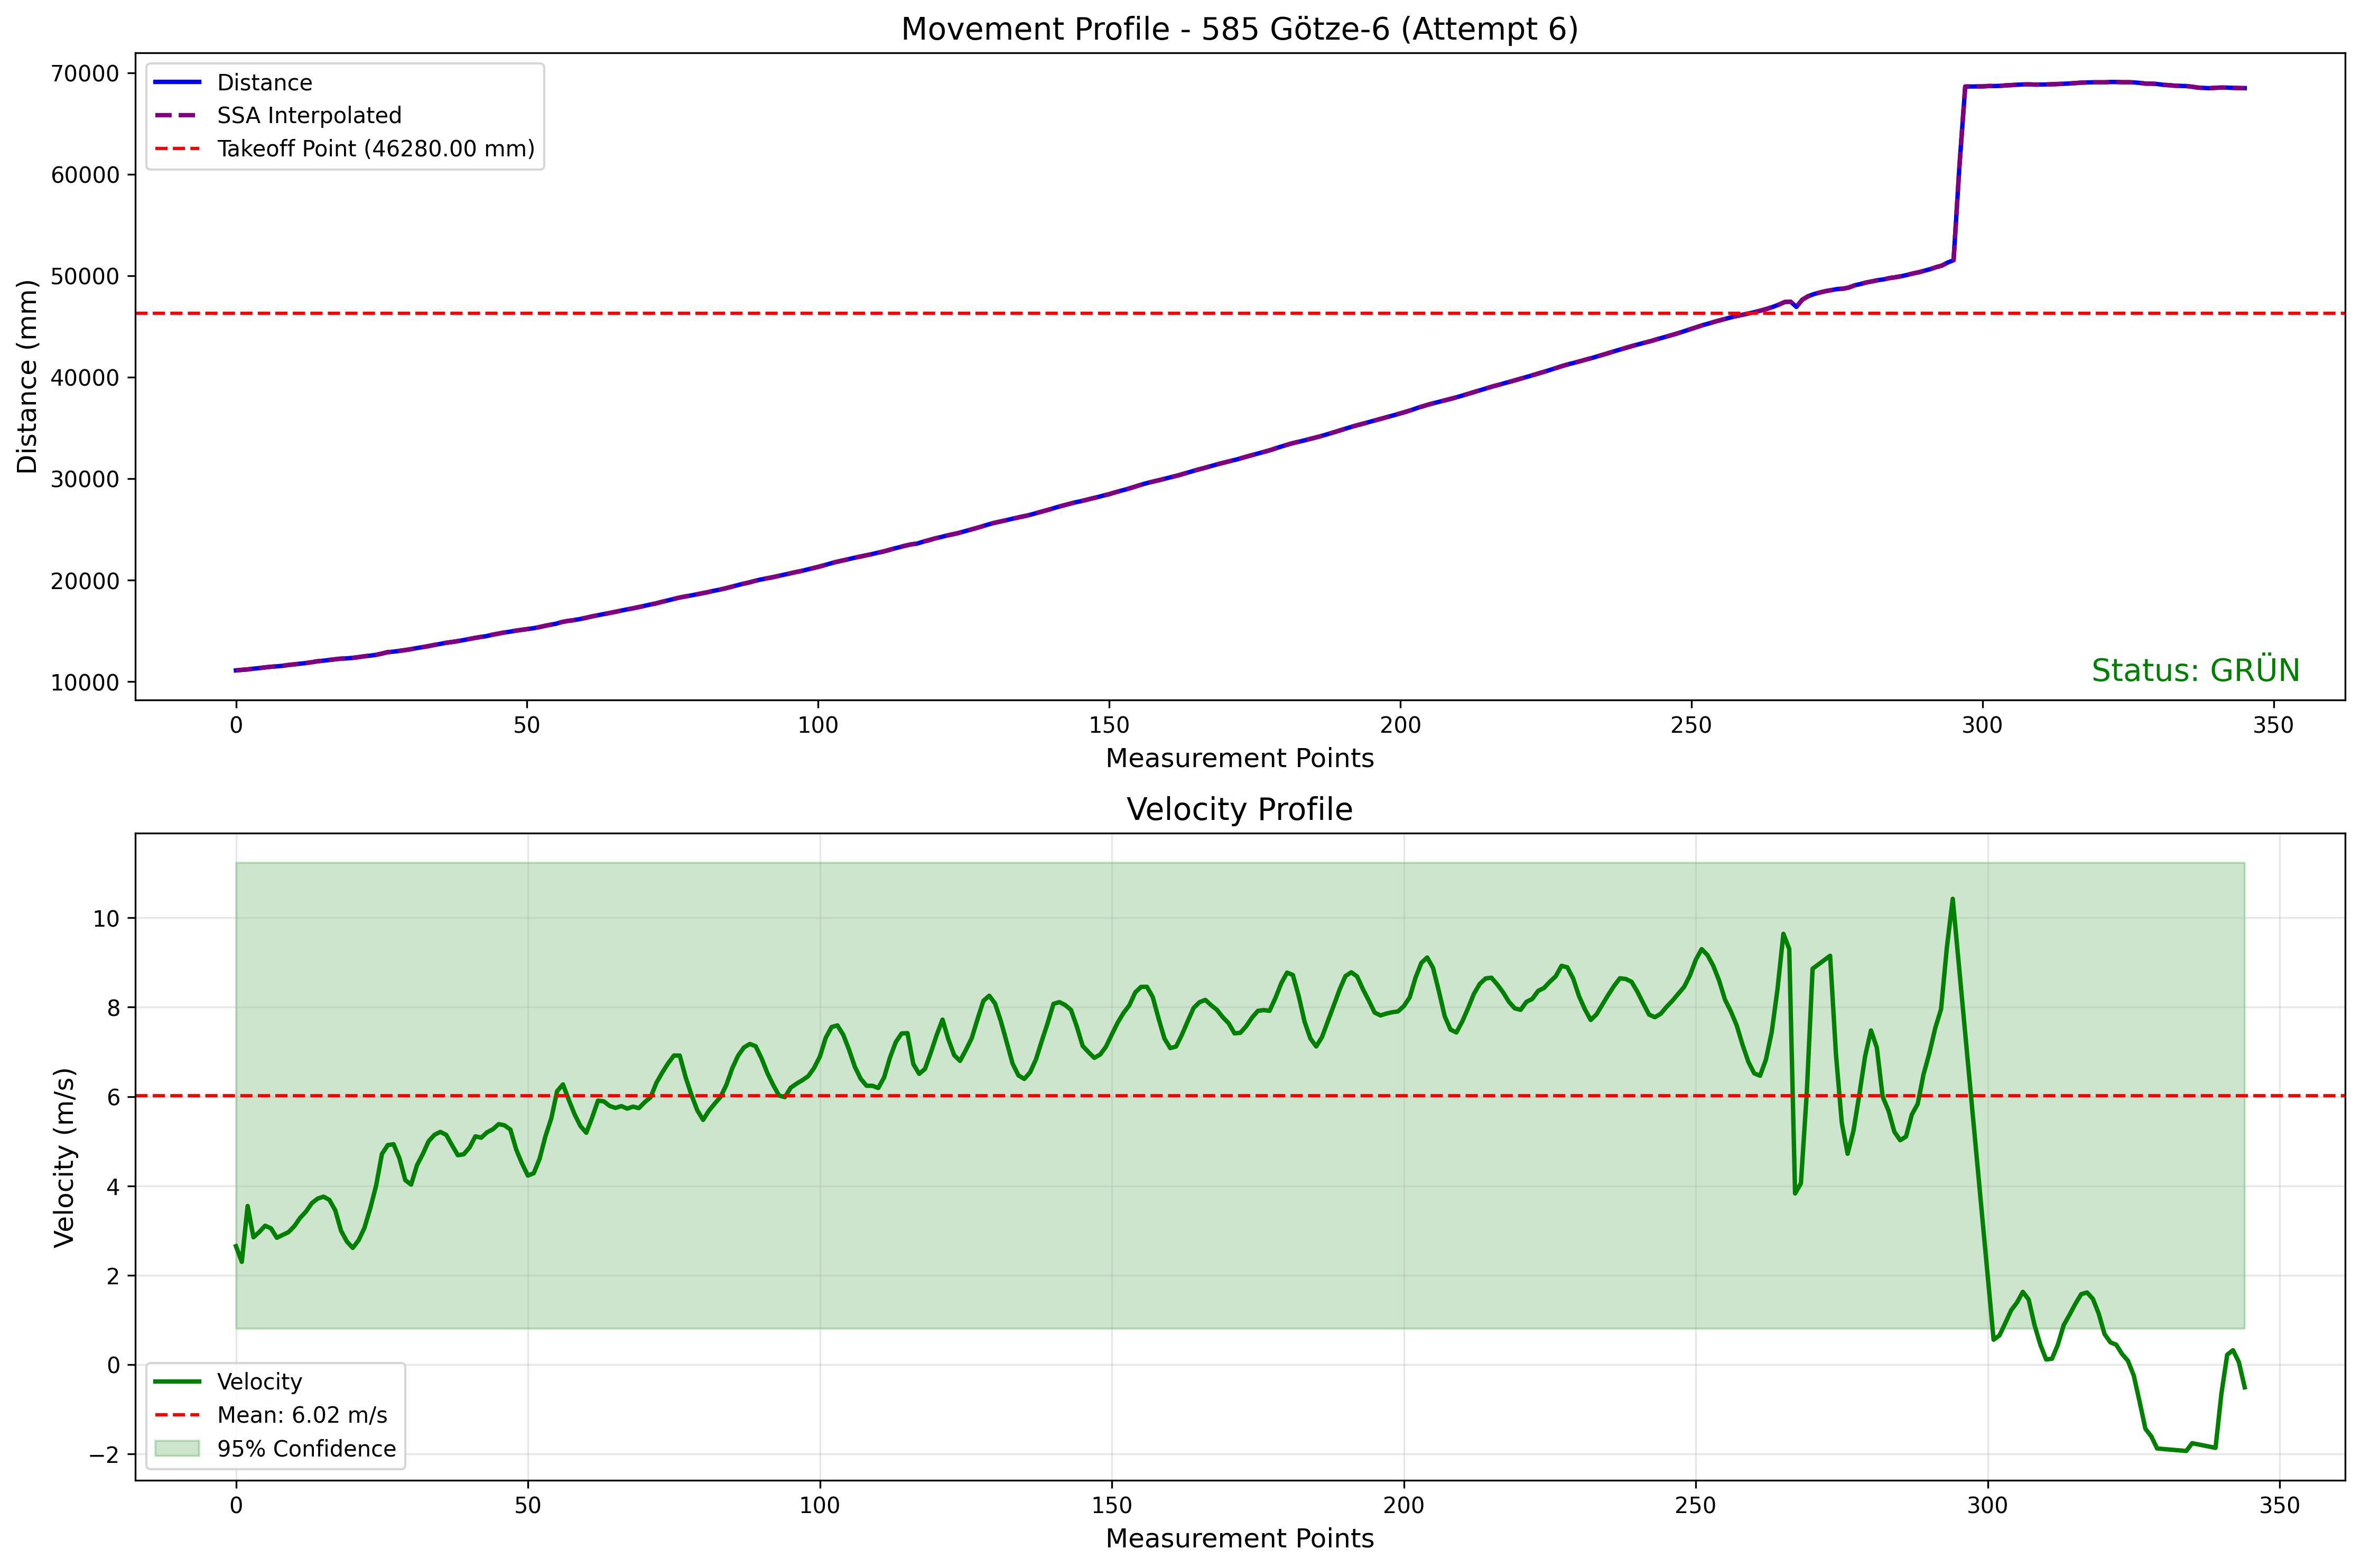 Movement Profile - 585 Götze-6 (Attempt 6)
Distance
SSA Interpolated
Takeoff Point (46280.00 mm)
Distance (mm)
70000
60000
50000
40000
30000
20000
10000
Status: GRÜN
0 50 100 150 200 250 300 350
Measurement Points
Velocity Profile
Velocity (m/s)
10
8
6
4
2
0
−2
Velocity
Mean: 6.02 m/s
95% Confidence
0 50 100 150 200 250 300 350
Measurement Points